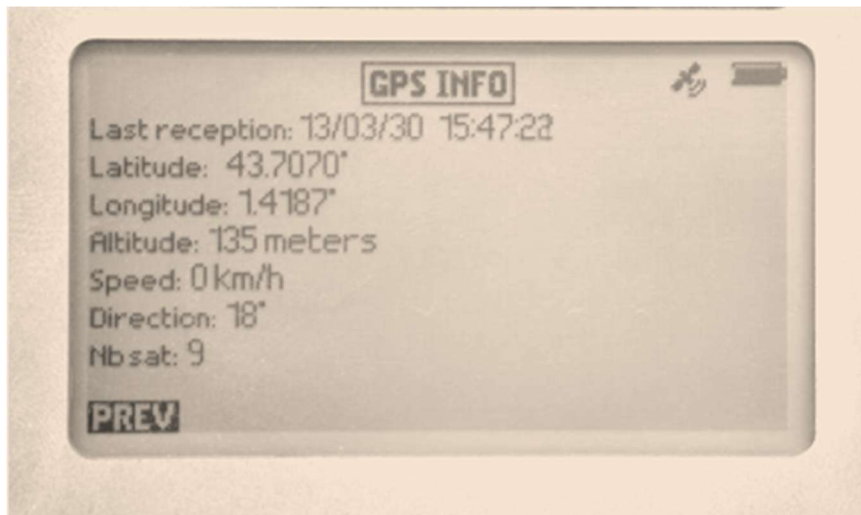 GPS INFO
Last reception: 13/03/30 15:47:22
Latitude: 43.7070°
Longitude: 1.4187°
Altitude: 135 meters
Speed: 0 km/h
Direction: 18°
Nb sat: 9
PREV